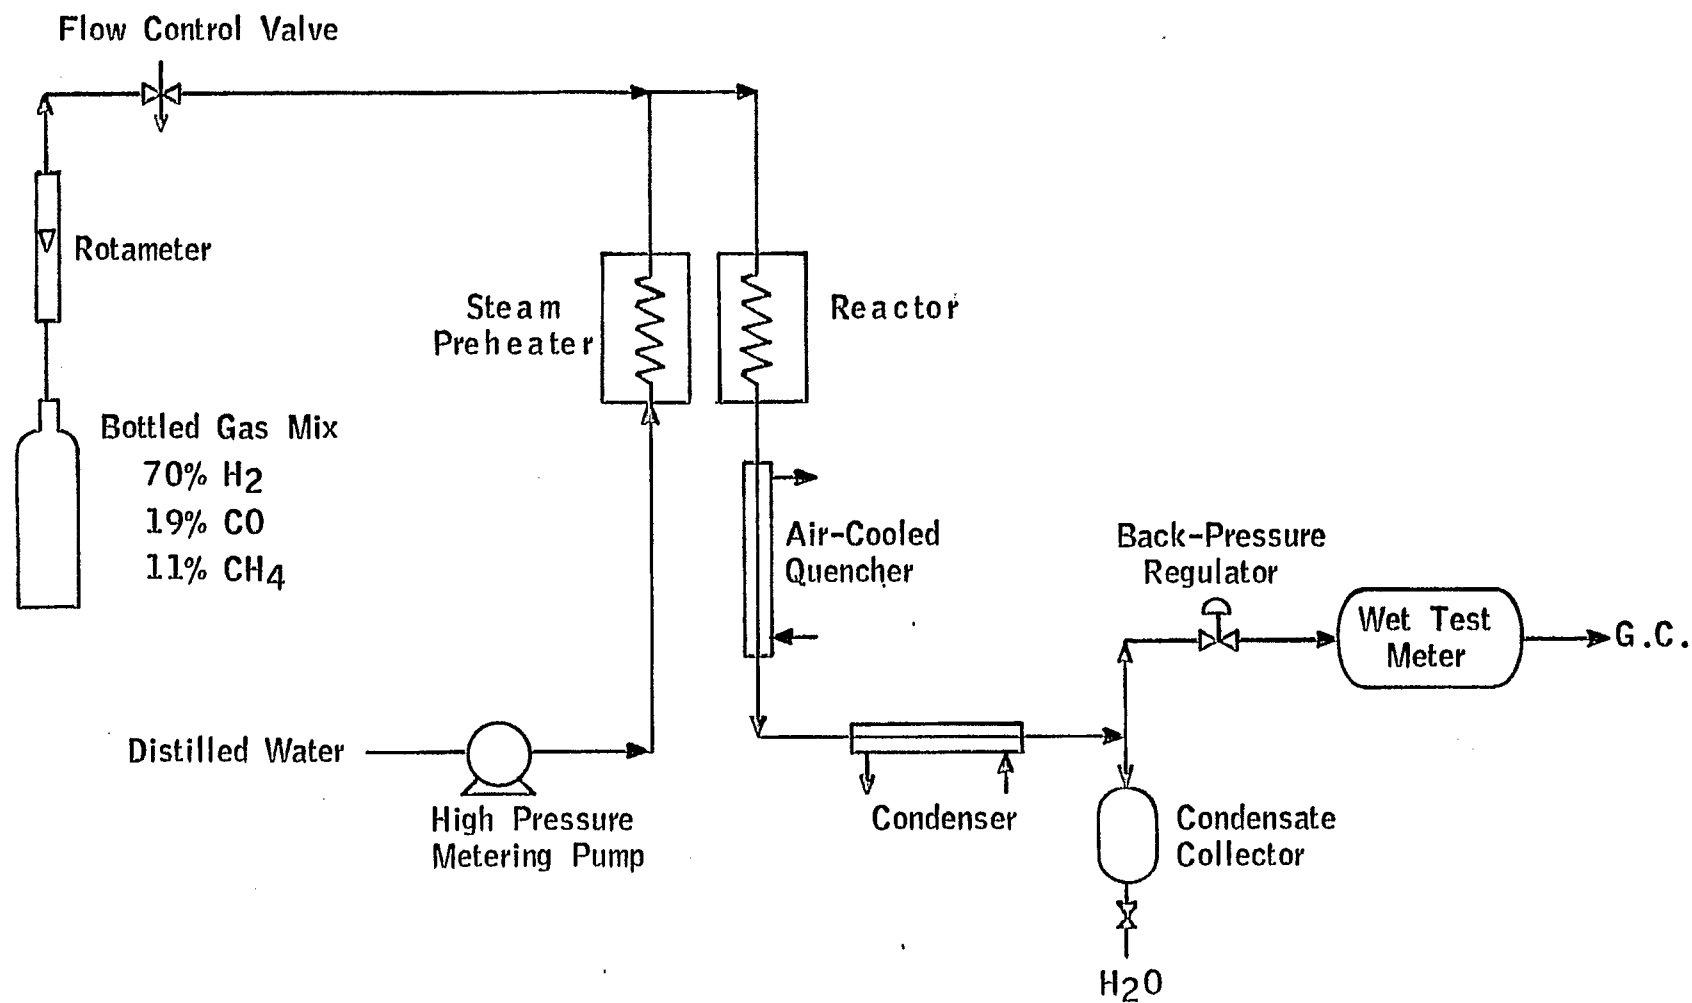 Flow Control Valve
Rotameter
Steam
Preheater
Reactor
Bottled Gas Mix
70% H2
19% CO
11% CH4
Air-Cooled
Quencher
Back-Pressure
Regulator
Wet Test
Meter
G.C.
Distilled Water
High Pressure
Metering Pump
Condenser
Condensate
Collector
H2O